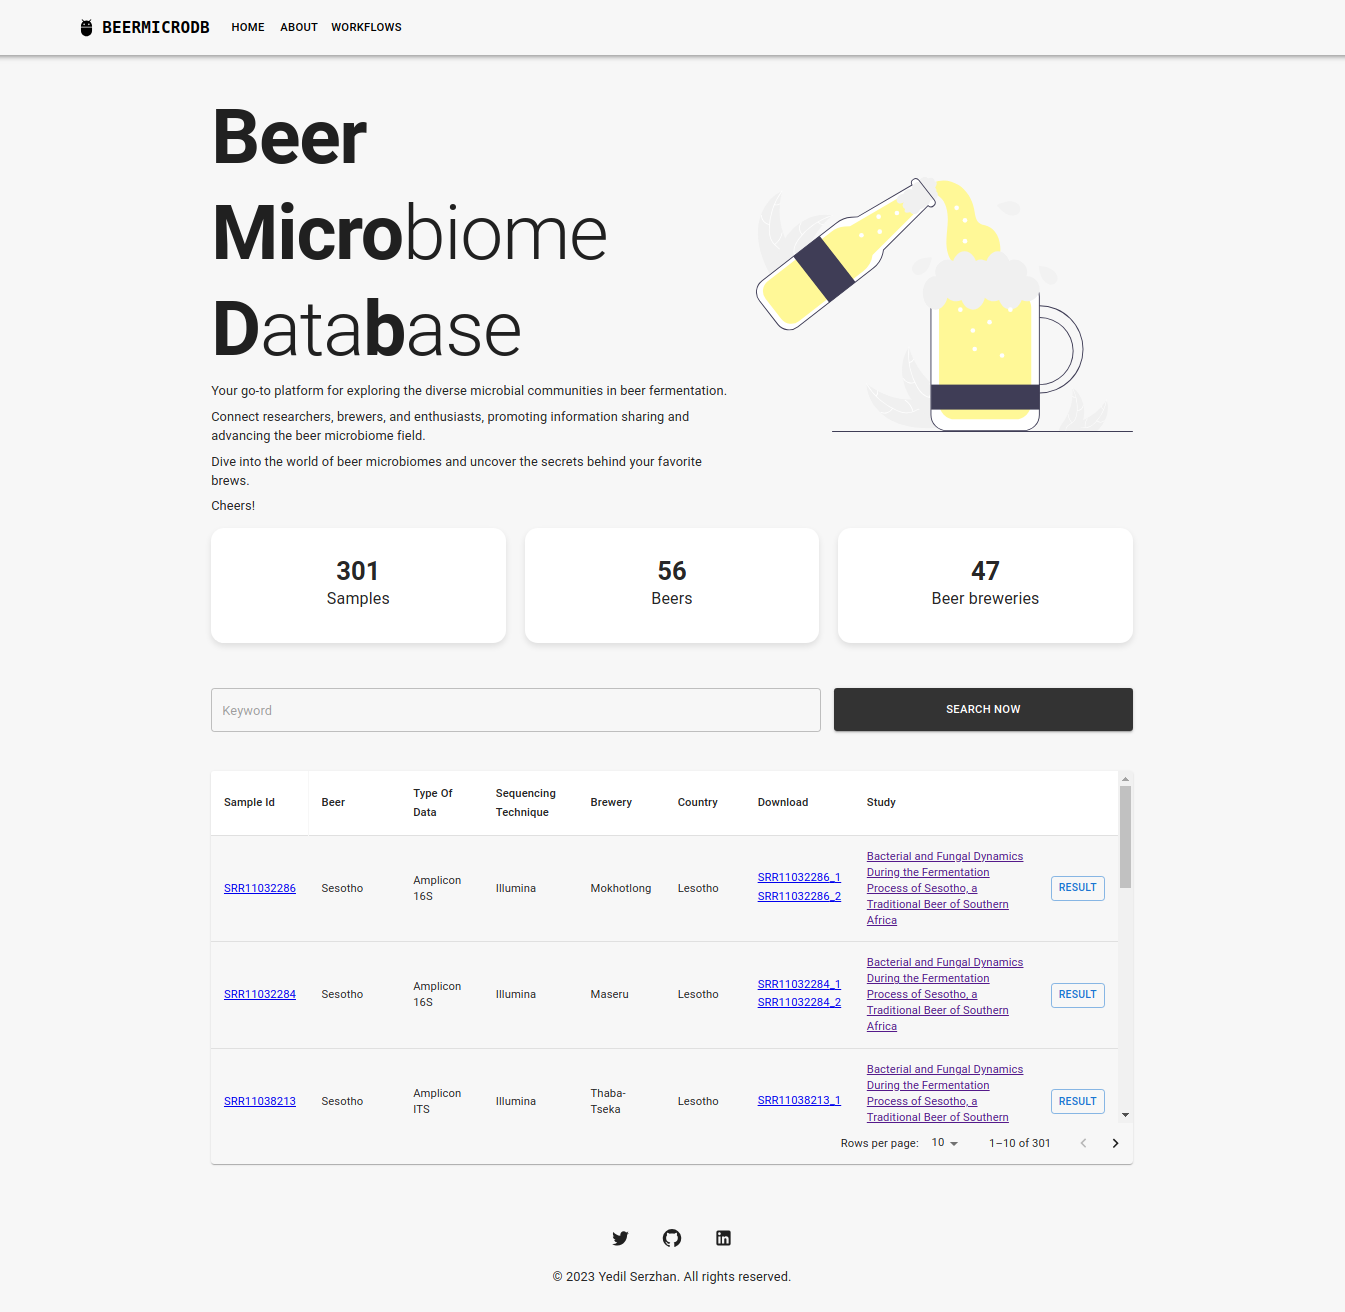 BEERMICRODB HOME ABOUT WORKFLOWS
Beer
Microbiome
Database
Your go-to platform for exploring the diverse microbial communities in beer fermentation.
Connect researchers, brewers, and enthusiasts, promoting information sharing and
advancing the beer microbiome field.
Dive into the world of beer microbiomes and uncover the secrets behind your favorite
brews.
Cheers!
301
Samples
56
Beers
47
Beer breweries
Keyword
SEARCH NOW
Sample Id
Beer
Type Of
Data
Sequencing
Technique
Brewery
Country
Download
Study
SRR11032286
Sesotho
Amplicon
16S
Illumina
Mokhotlong
Lesotho
SRR11032286_1
SRR11032286_2
Bacterial and Fungal Dynamics
During the Fermentation
Process of Sesotho, a
Traditional Beer of Southern
Africa
RESULT
SRR11032284
Sesotho
Amplicon
16S
Illumina
Maseru
Lesotho
SRR11032284_1
SRR11032284_2
Bacterial and Fungal Dynamics
During the Fermentation
Process of Sesotho, a
Traditional Beer of Southern
Africa
RESULT
SRR11038213
Sesotho
Amplicon
ITS
Illumina
Thaba-
Tseka
Lesotho
SRR11038213_1
Bacterial and Fungal Dynamics
During the Fermentation
Process of Sesotho, a
Traditional Beer of Southern
RESULT
Rows per page: 10 1–10 of 301
© 2023 Yedil Serzhan. All rights reserved.